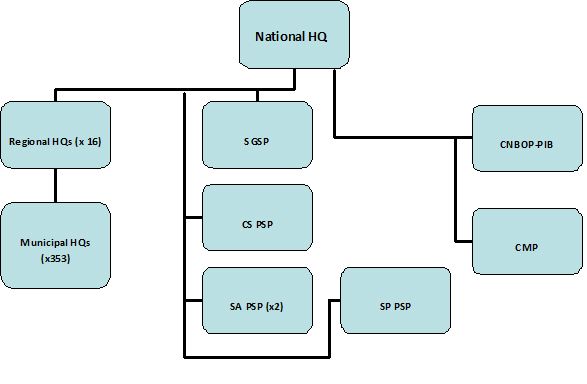 National HQ
Regional HQs (x 16)
SGSP
CNBOP-PIB
Municipal HQs
(x353)
CS PSP
CMP
SA PSP (x2)
SP PSP